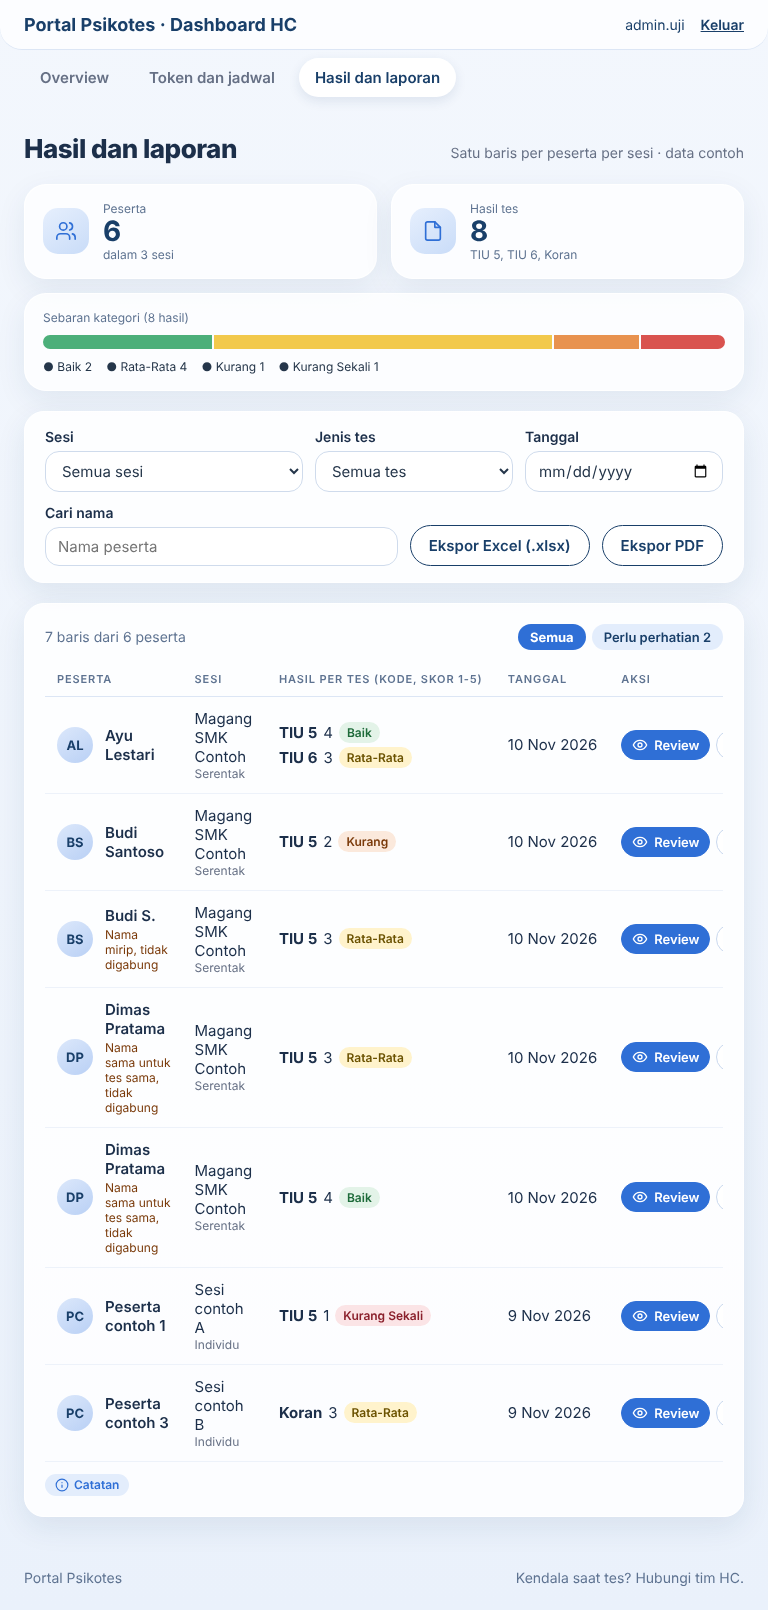 Portal Psikotes · Dashboard HC
admin.uji Keluar
Overview Token dan jadwal Hasil dan laporan
Hasil dan laporan
Satu baris per peserta per sesi · data contoh
Peserta
6
dalam 3 sesi
Hasil tes
8
TIU 5, TIU 6, Koran
Sebaran kategori (8 hasil)
Baik 2 Rata-Rata 4 Kurang 1 Kurang Sekali 1
Sesi
Semua sesi
Jenis tes
Semua tes
Tanggal
mm/dd/yyyy
Cari nama
Nama peserta
Ekspor Excel (.xlsx)
Ekspor PDF
7 baris dari 6 peserta
Semua
Perlu perhatian 2
PESERTA SESI HASIL PER TES (KODE, SKOR 1-5) TANGGAL AKSI
AL
Ayu
Lestari
Magang
SMK
Contoh
Serentak
TIU 5 4 Baik
TIU 6 3 Rata-Rata
10 Nov 2026
Review
BS
Budi
Santoso
Magang
SMK
Contoh
Serentak
TIU 5 2 Kurang
10 Nov 2026
Review
BS
Budi S.
Nama
mirip, tidak
digabung
Magang
SMK
Contoh
Serentak
TIU 5 3 Rata-Rata
10 Nov 2026
Review
DP
Dimas
Pratama
Nama
sama untuk
tes sama,
tidak
digabung
Magang
SMK
Contoh
Serentak
TIU 5 3 Rata-Rata
10 Nov 2026
Review
DP
Dimas
Pratama
Nama
sama untuk
tes sama,
tidak
digabung
Magang
SMK
Contoh
Serentak
TIU 5 4 Baik
10 Nov 2026
Review
PC
Peserta
contoh 1
Sesi
contoh
A
Individu
TIU 5 1 Kurang Sekali
9 Nov 2026
Review
PC
Peserta
contoh 3
Sesi
contoh
B
Individu
Koran 3 Rata-Rata
9 Nov 2026
Review
Catatan
Portal Psikotes
Kendala saat tes? Hubungi tim HC.